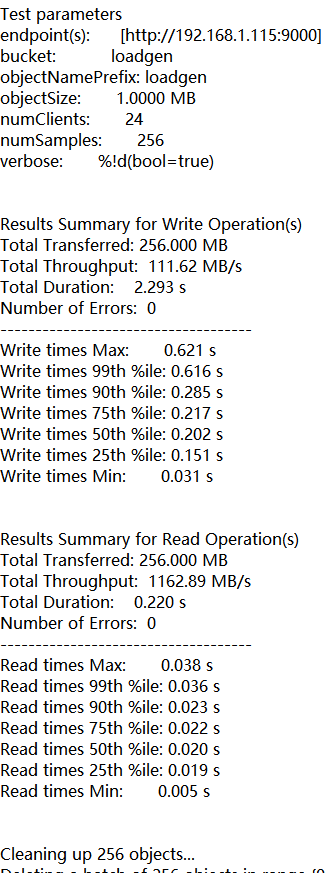 Test parameters
endpoint(s): [http://192.168.1.115:9000]
bucket: loadgen
objectNamePrefix: loadgen
objectSize: 1.0000 MB
numClients: 24
numSamples: 256
verbose: %!d(bool=true)
Results Summary for Write Operation(s)
Total Transferred: 256.000 MB
Total Throughput: 111.62 MB/s
Total Duration: 2.293 s
Number of Errors: 0
------------------------------------
Write times Max: 0.621 s
Write times 99th %ile: 0.616 s
Write times 90th %ile: 0.285 s
Write times 75th %ile: 0.217 s
Write times 50th %ile: 0.202 s
Write times 25th %ile: 0.151 s
Write times Min: 0.031 s
Results Summary for Read Operation(s)
Total Transferred: 256.000 MB
Total Throughput: 1162.89 MB/s
Total Duration: 0.220 s
Number of Errors: 0
------------------------------------
Read times Max: 0.038 s
Read times 99th %ile: 0.036 s
Read times 90th %ile: 0.023 s
Read times 75th %ile: 0.022 s
Read times 50th %ile: 0.020 s
Read times 25th %ile: 0.019 s
Read times Min: 0.005 s
Cleaning up 256 objects...
Deleting a batch of 256 objects in range